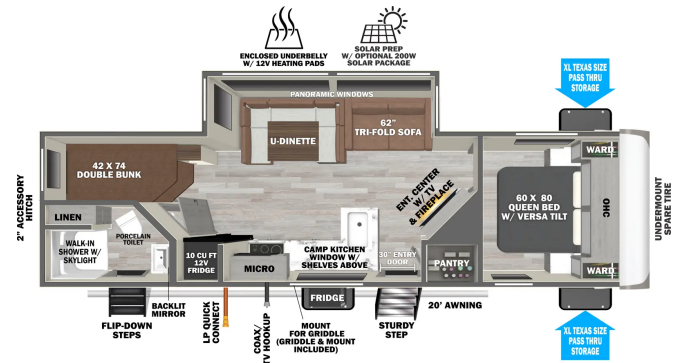 ENCLOSED UNDERBELLY
W/ 12V HEATING PADS
SOLAR PREP
W/ OPTIONAL 200W
SOLAR PACKAGE
XL TEXAS SIZE
PASS THRU
STORAGE
PANORAMIC WINDOWS
U-DINETTE
62"
TRI-FOLD SOFA
42 X 74
DOUBLE BUNK
2" ACCESSORY
HITCH
LINEN
PORCELAIN
TOILET
WALK-IN
SHOWER W/
SKYLIGHT
10 CU FT
12V
FRIDGE
MICRO
CAMP KITCHEN
WINDOW W/
SHELVES ABOVE
ENT. CENTER
W/ TV
& FIREPLACE
30" ENTRY
DOOR
PANTRY
60 X 80
QUEEN BED
W/ VERSA TILT
WARD
OHC
WARD
UNDERMOUNT
SPARE TIRE
FLIP-DOWN
STEPS
BACKLIT
MIRROR
LP QUICK
CONNECT
COAX/
TV HOOKUP
MOUNT
FOR GRIDDLE
(GRIDDLE & MOUNT
INCLUDED)
FRIDGE
STURDY
STEP
20' AWNING
XL TEXAS SIZE
PASS THRU
STORAGE